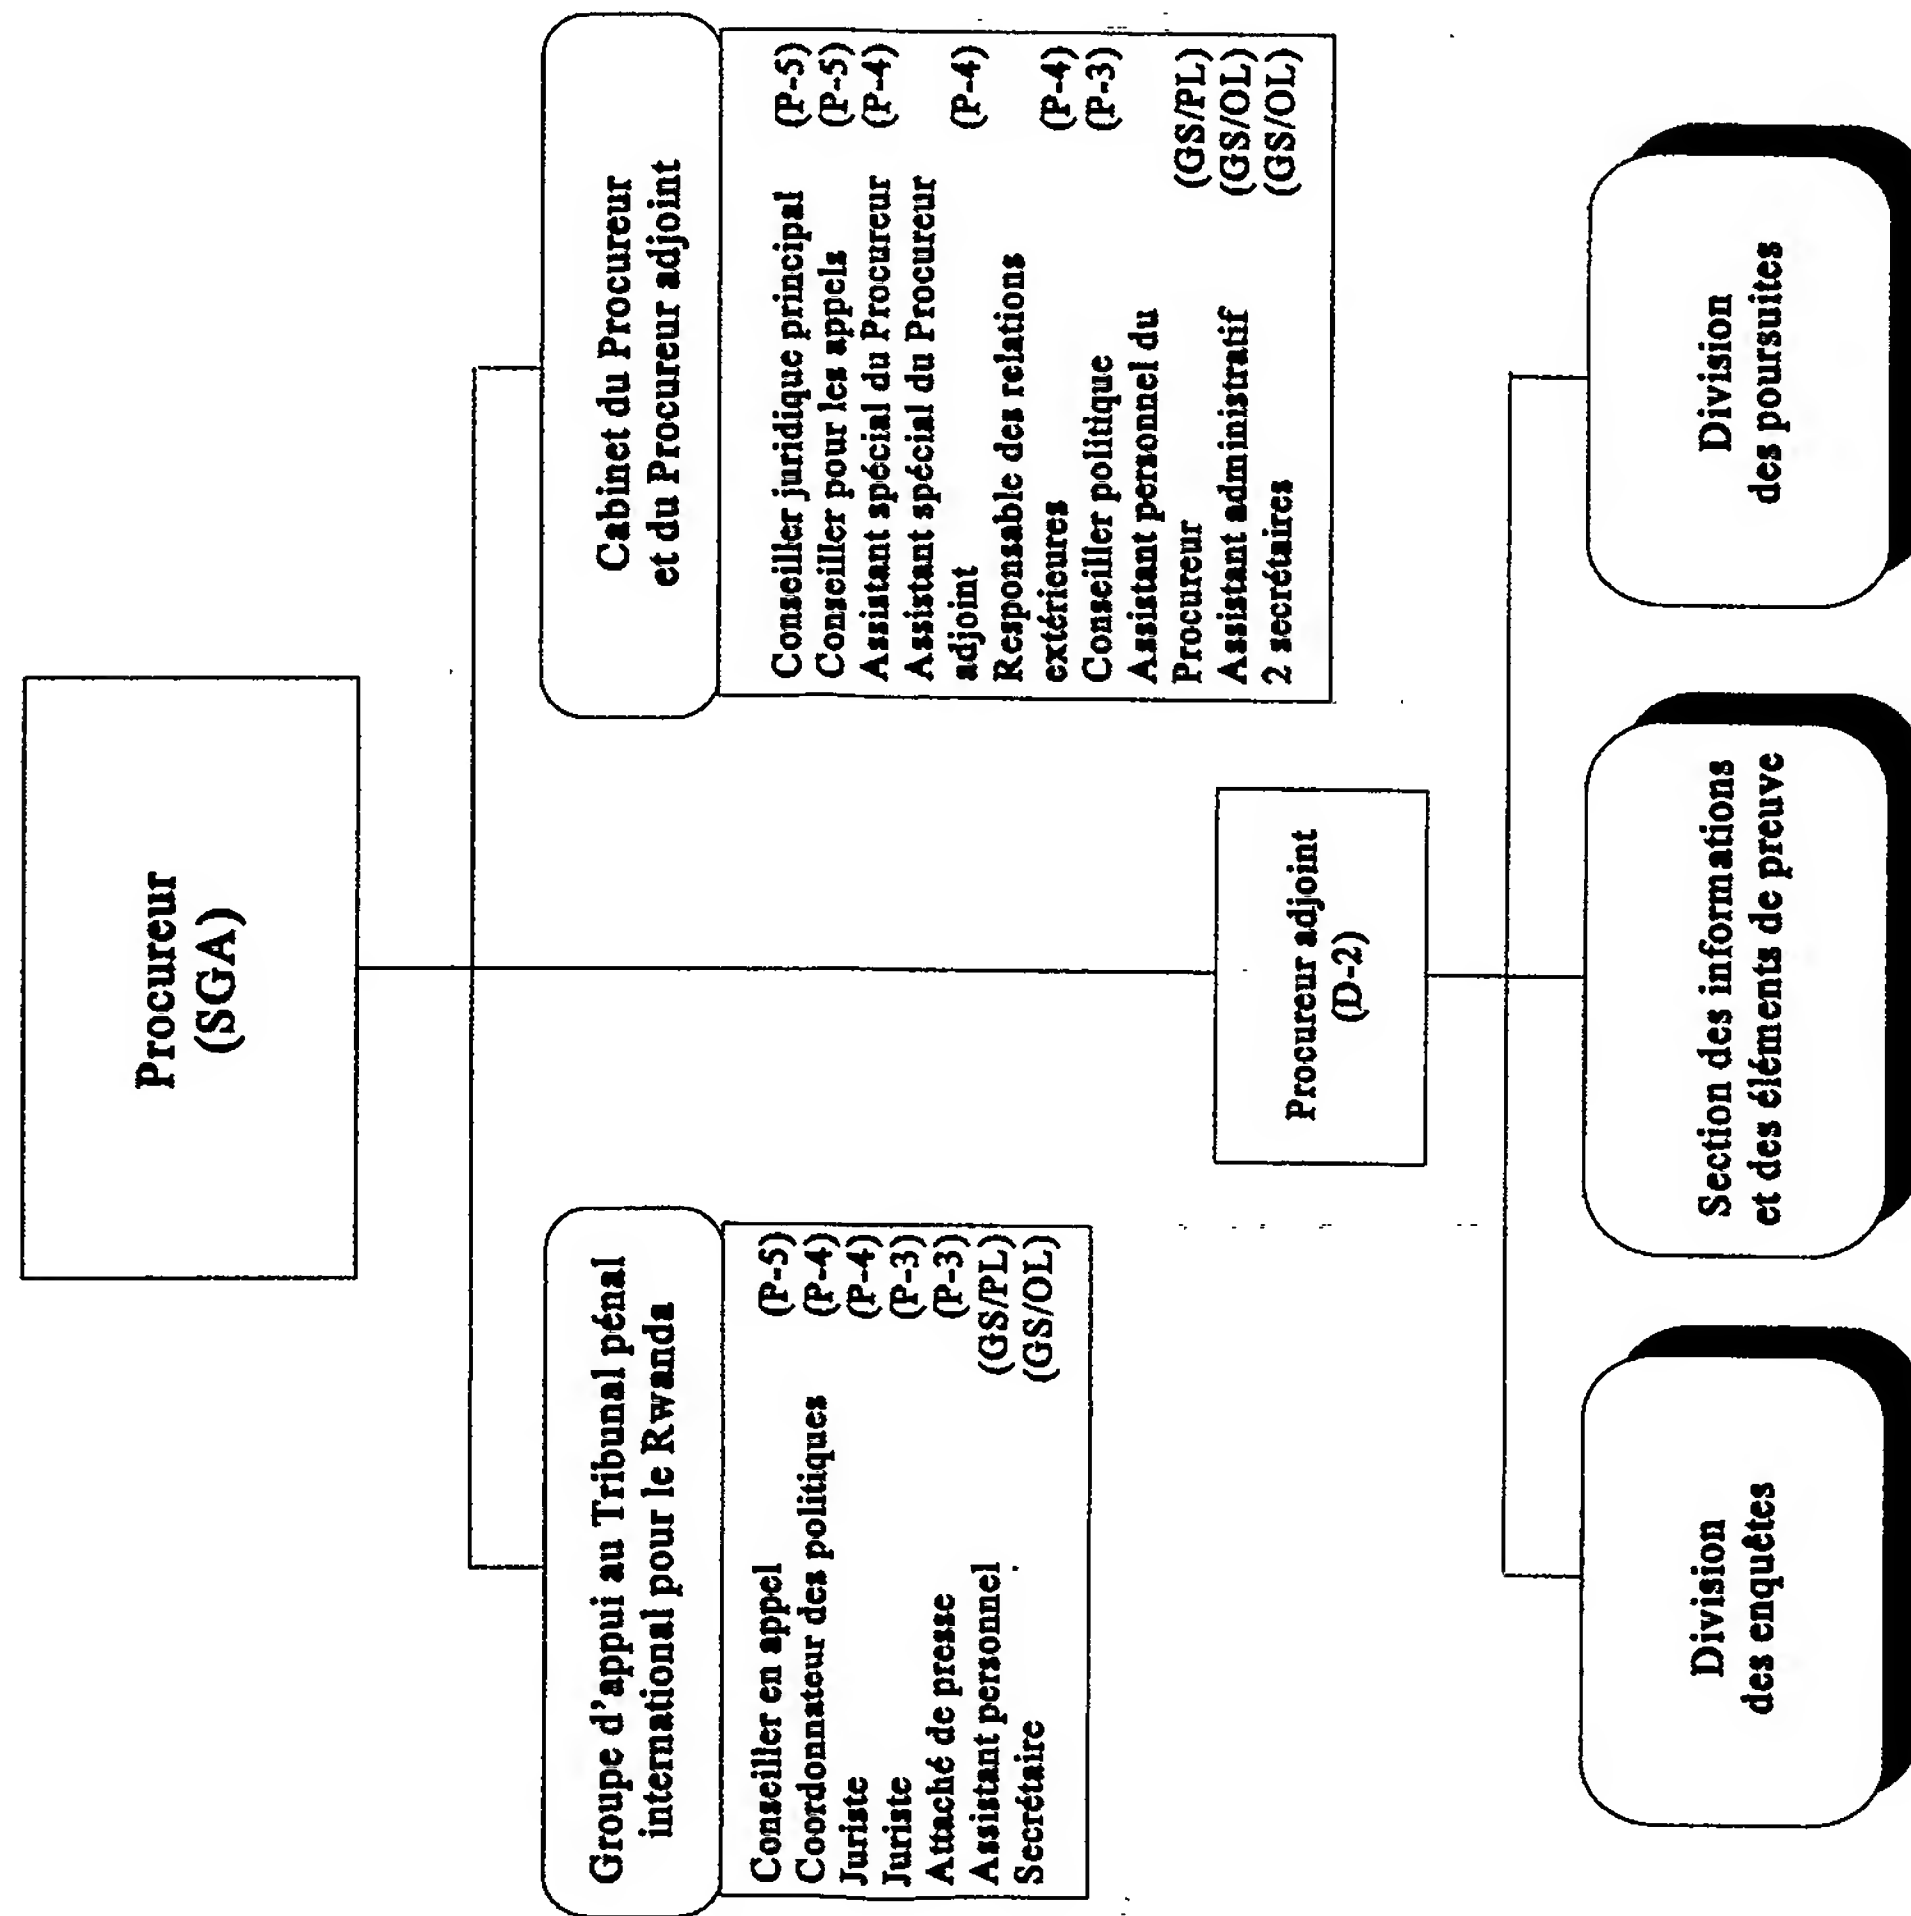 Procureur
(SGA)
Groupe d'appui au Tribunal pénal
international pour le Rwanda
Conseiller en appel (P-5)
Coordonnateur des politiques (P-4)
Juriste (P-4)
Juriste (P-3)
Attaché de presse (P-3)
Assistant personnel (GS/PL)
Secrétaire (GS/OL)
Cabinet du Procureur
et du Procureur adjoint
Conseiller juridique principal (P-5)
Conseiller pour les appels (P-5)
Assistant spécial du Procureur (P-4)
Assistant spécial du Procureur
adjoint (P-4)
Responsable des relations
extérieures (P-4)
Conseiller politique (P-3)
Assistant personnel du
Procureur (GS/PL)
Assistant administratif (GS/OL)
2 secrétaires (GS/OL)
Procureur adjoint
(D-2)
Division
des enquêtes
Section des informations
et des éléments de preuve
Division
des poursuites